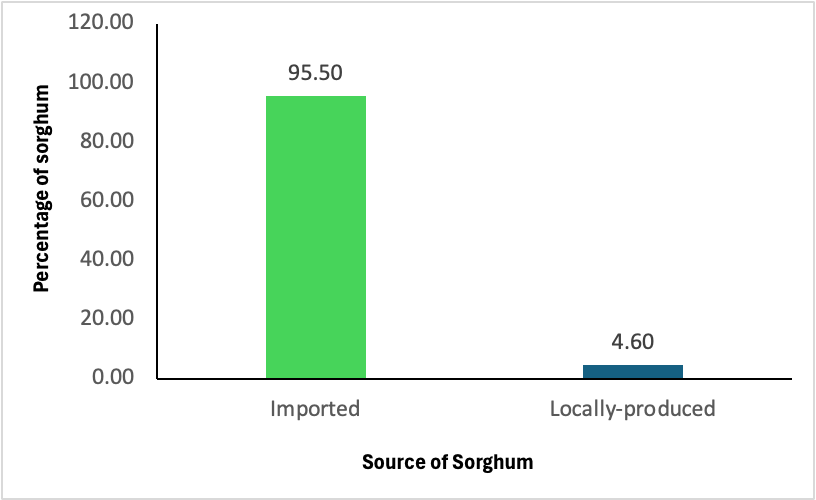 120.00
100.00
80.00
60.00
40.00
20.00
0.00
Percentage of sorghum
95.50
4.60
Imported
Locally-produced
Source of Sorghum